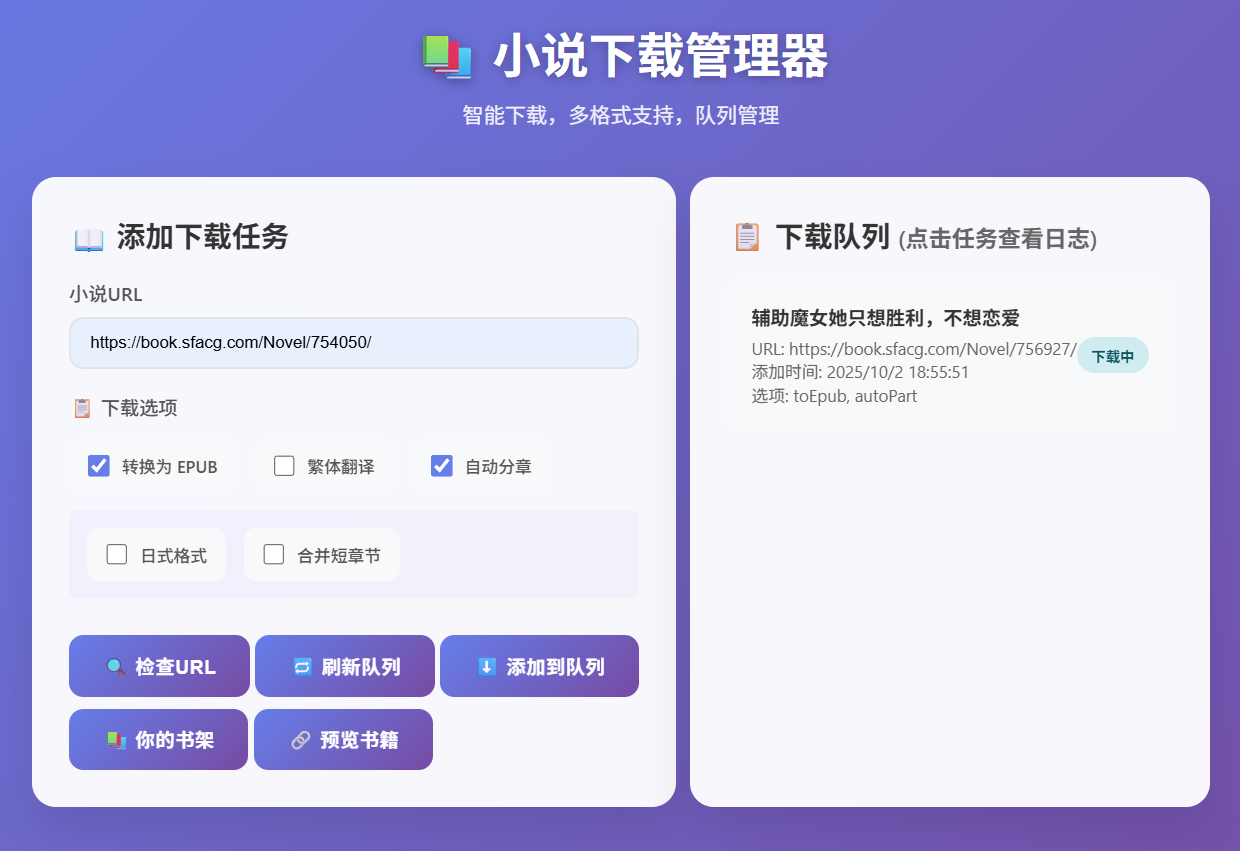 小说下载管理器
智能下载，多格式支持，队列管理
添加下载任务
小说URL
https://book.sfacg.com/Novel/754050/
下载选项
转换为 EPUB
繁体翻译
自动分章
日式格式
合并短章节
检查URL
刷新队列
添加到队列
你的书架
预览书籍
下载队列 (点击任务查看日志)
辅助魔女她只想胜利，不想恋爱
URL: https://book.sfacg.com/Novel/756927/
下载中
添加时间: 2025/10/2 18:55:51
选项: toEpub, autoPart